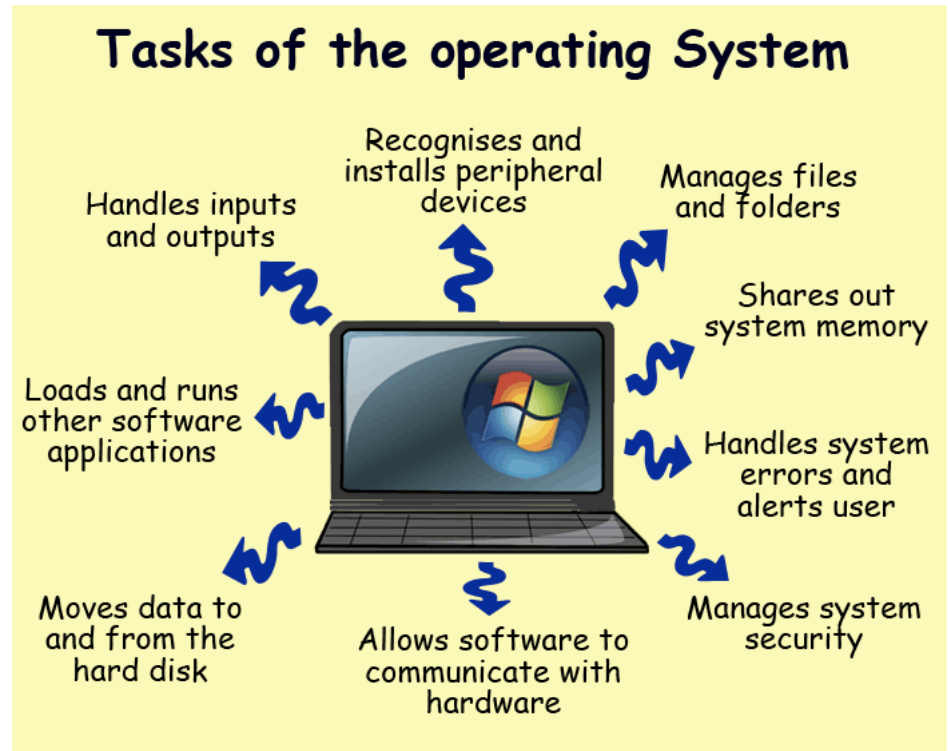 Tasks of the operating System
Recognises and
installs peripheral
devices
Manages files
and folders
Handles inputs
and outputs
Shares out
system memory
Loads and runs
other software
applications
Handles system
errors and
alerts user
Moves data to
and from the
hard disk
Allows software to
communicate with
hardware
Manages system
security